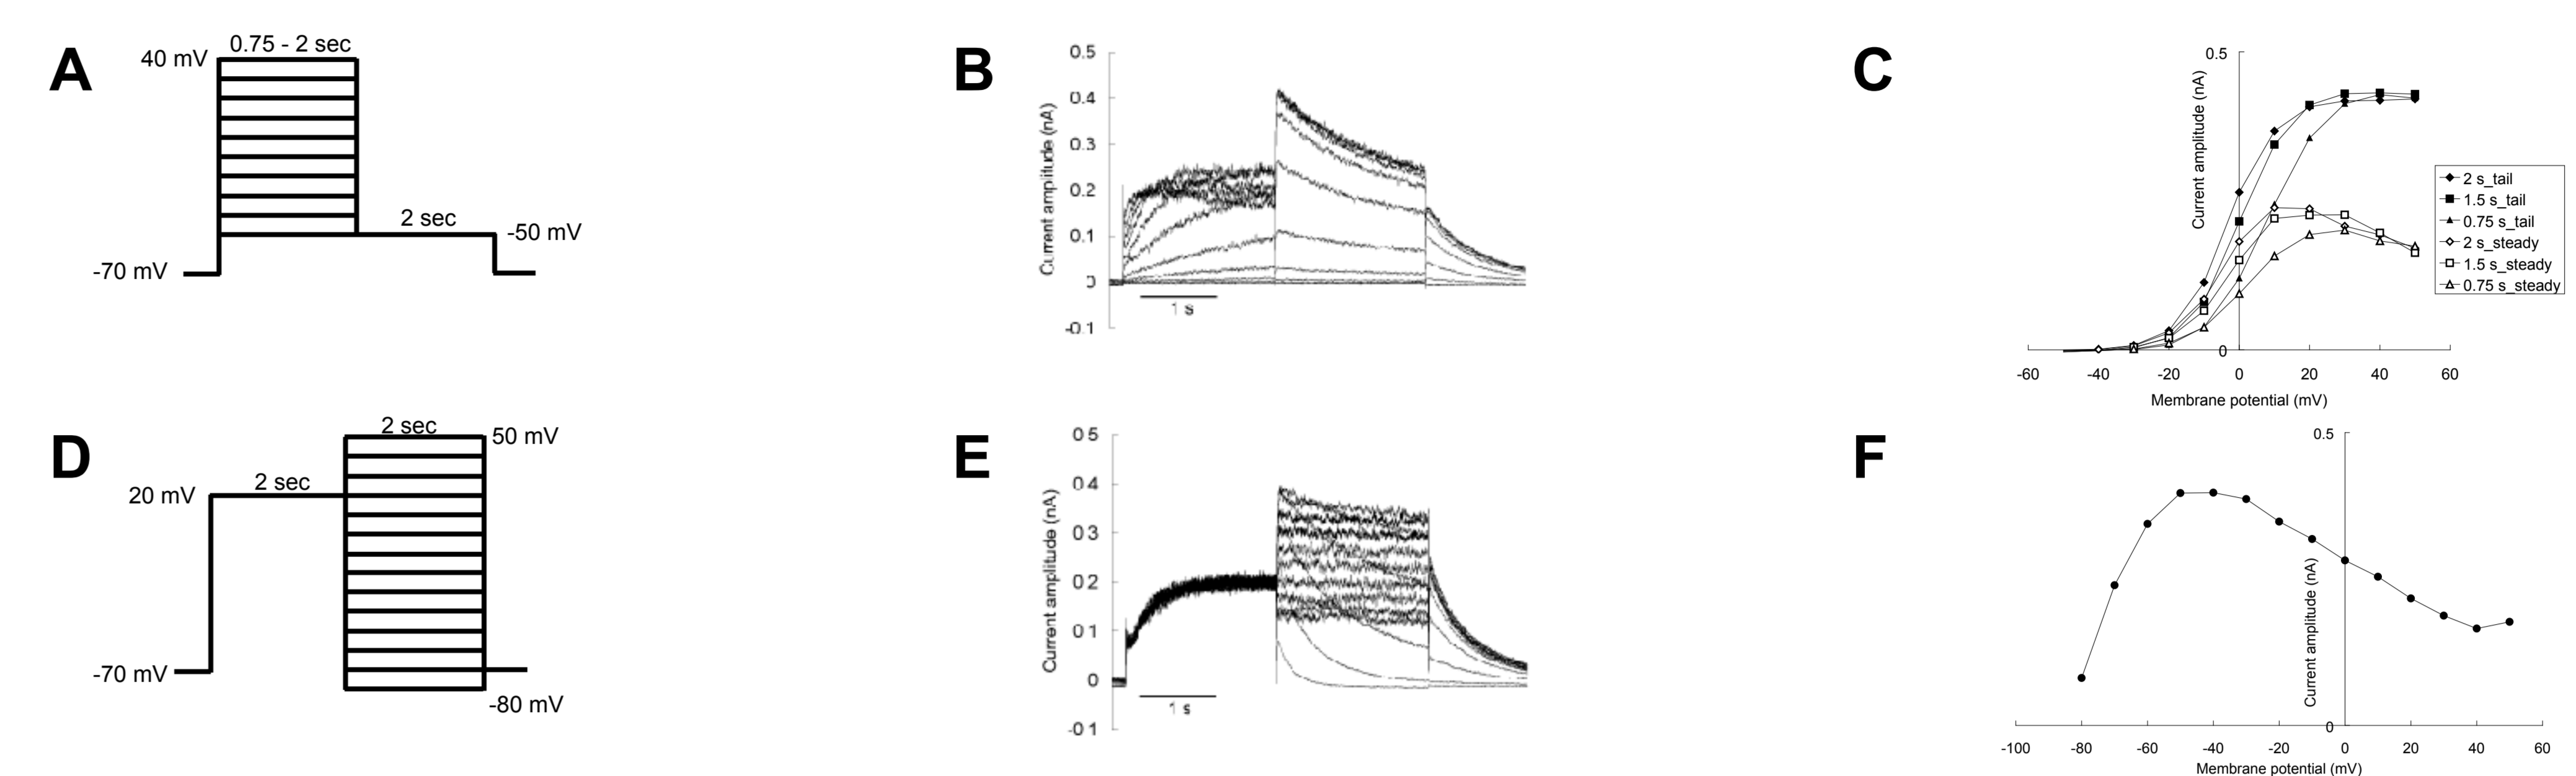 A
0.75 - 2 sec
40 mV
2 sec
-50 mV
-70 mV
B
0.5
0.4
0.3
0.2
0.1
0
-0.1
Current amplitude (nA)
1 s
C
0.5
Current amplitude (nA)
0
-60 -40 -20 0 20 40 60
Membrane potential (mV)
2 s_tail
1.5 s_tail
0.75 s_tail
2 s_steady
1.5 s_steady
0.75 s_steady
D
2 sec
50 mV
20 mV
2 sec
-70 mV
-80 mV
E
0 5
0 4
0 3
0 2
0 1
0
-0 1
Current amplitude (nA)
1 s
F
0.5
Current amplitude (nA)
0
-100 -80 -60 -40 -20 0 20 40 60
Membrane potential (mV)